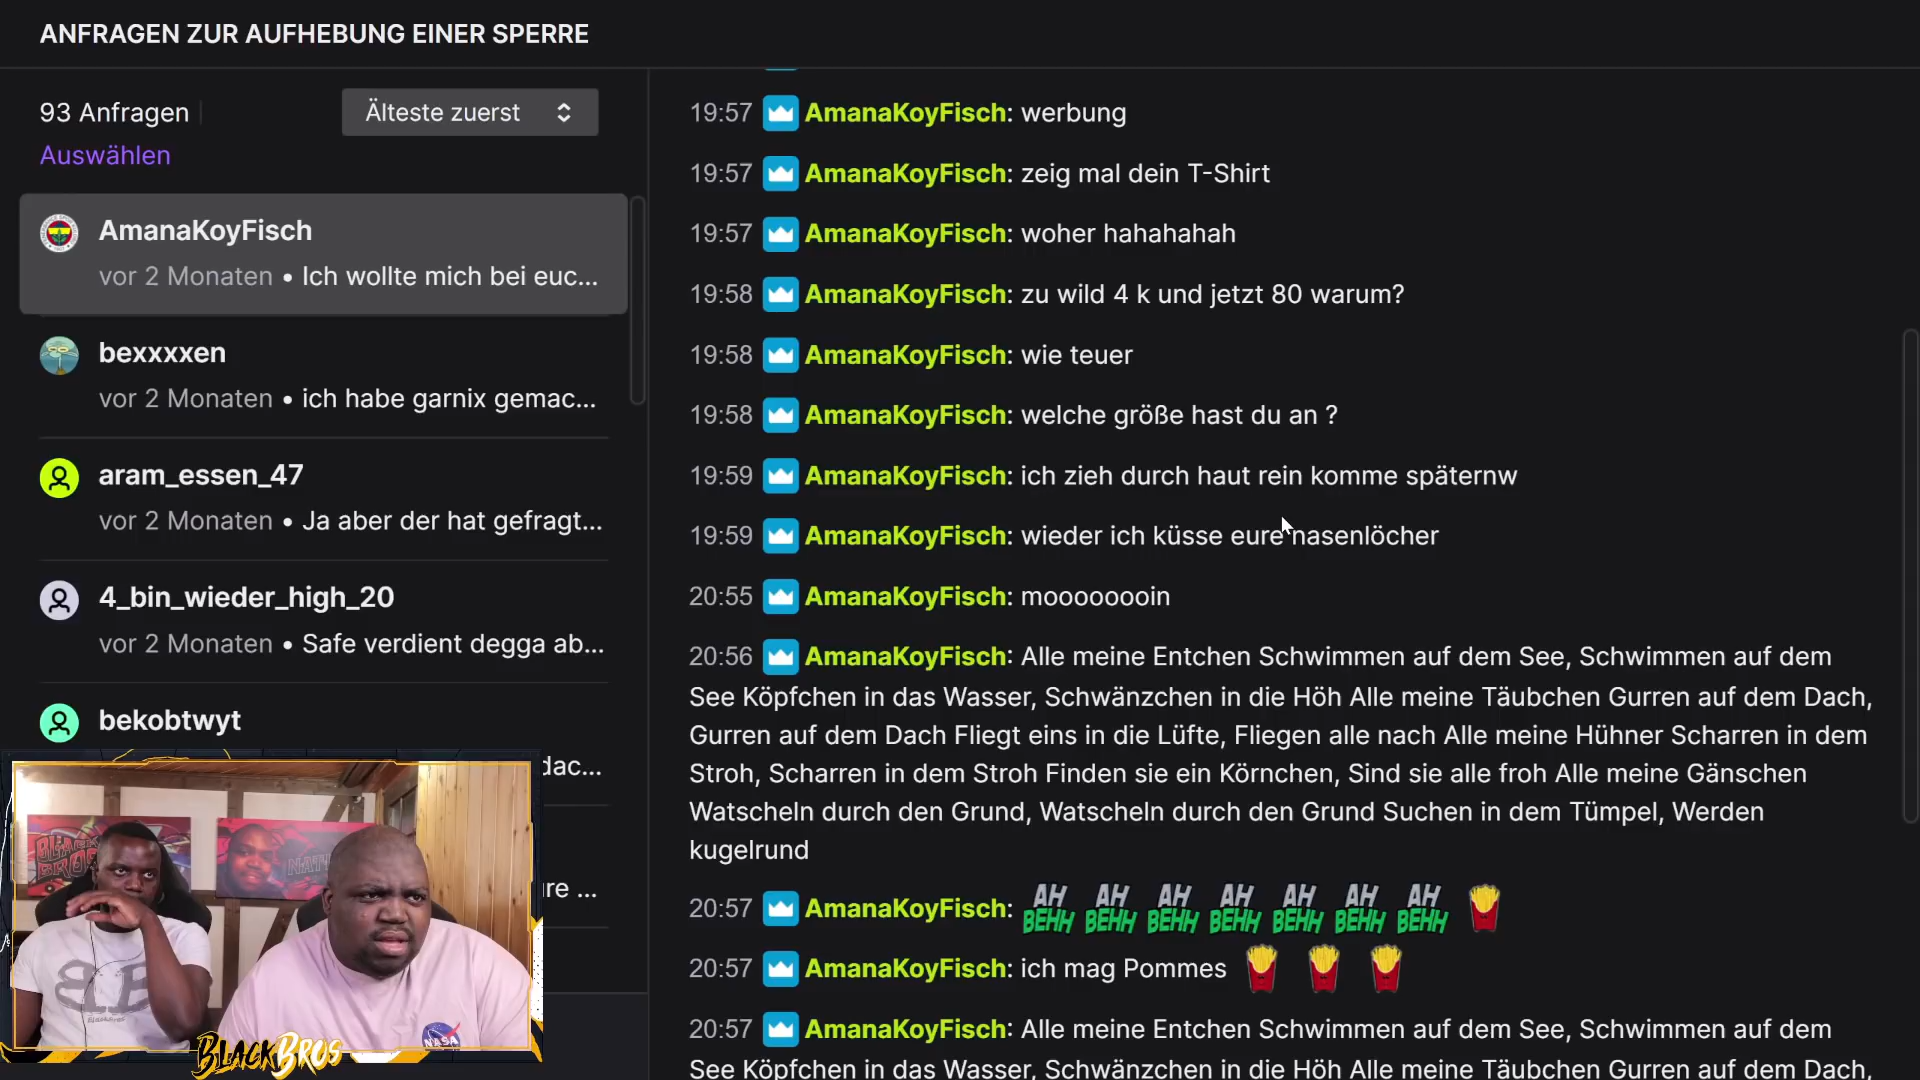 ANFRAGEN ZUR AUFHEBUNG EINER SPERRE
93 Anfragen
Älteste zuerst
Auswählen
AmanaKoyFisch
vor 2 Monaten • Ich wollte mich bei euc...
bexxxxen
vor 2 Monaten • ich habe garnix gemac...
aram_essen_47
vor 2 Monaten • Ja aber der hat gefragt...
4_bin_wieder_high_20
vor 2 Monaten • Safe verdient degga ab...
bekobtwyt
dac...
re ...
19:57 AmanaKoyFisch: werbung
19:57 AmanaKoyFisch: zeig mal dein T-Shirt
19:57 AmanaKoyFisch: woher hahahahah
19:58 AmanaKoyFisch: zu wild 4 k und jetzt 80 warum?
19:58 AmanaKoyFisch: wie teuer
19:58 AmanaKoyFisch: welche größe hast du an ?
19:59 AmanaKoyFisch: ich zieh durch haut rein komme späternw
19:59 AmanaKoyFisch: wieder ich küsse eure nasenlöcher
20:55 AmanaKoyFisch: moooooooin
20:56 AmanaKoyFisch: Alle meine Entchen Schwimmen auf dem See, Schwimmen auf dem
See Köpfchen in das Wasser, Schwänzchen in die Höh Alle meine Täubchen Gurren auf dem Dach,
Gurren auf dem Dach Fliegt eins in die Lüfte, Fliegen alle nach Alle meine Hühner Scharren in dem
Stroh, Scharren in dem Stroh Finden sie ein Körnchen, Sind sie alle froh Alle meine Gänschen
Watscheln durch den Grund, Watscheln durch den Grund Suchen in dem Tümpel, Werden
kugelrund
20:57 AmanaKoyFisch: AH BEHH AH BEHH AH BEHH AH BEHH AH BEHH AH BEHH AH BEHH
20:57 AmanaKoyFisch: ich mag Pommes
20:57 AmanaKoyFisch: Alle meine Entchen Schwimmen auf dem See, Schwimmen auf dem
See Köpfchen in das Wasser, Schwänzchen in die Höh Alle meine Täubchen Gurren auf dem Dach,
NASA
BLACKBROS